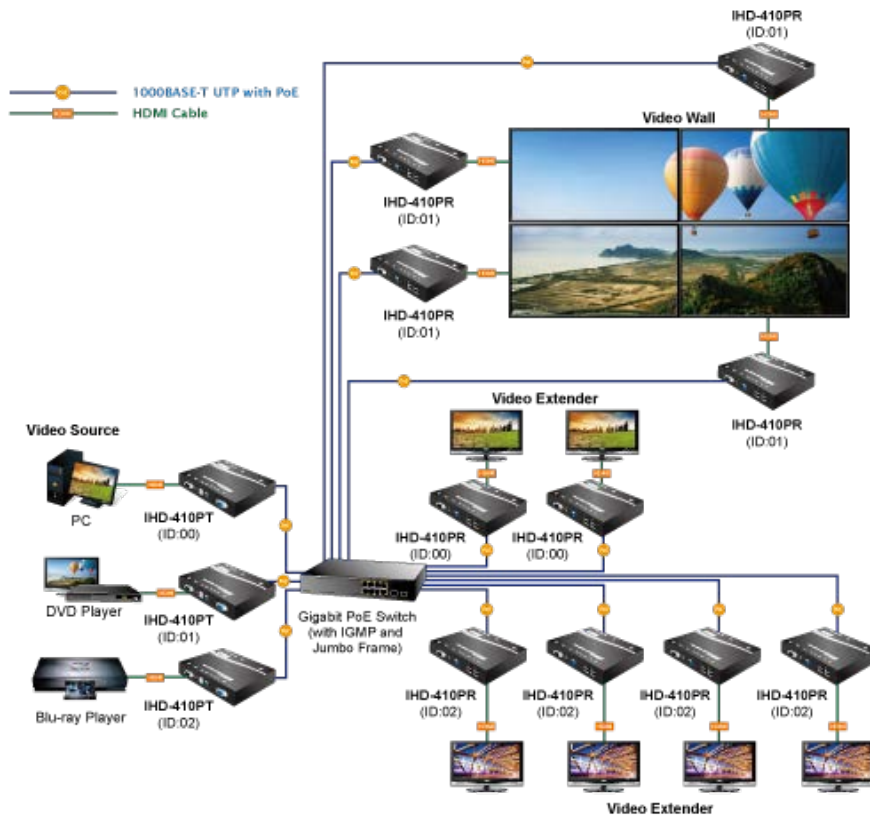 IHD-410PR
(ID:01)
1000BASE-T UTP with PoE
HDMI Cable
Video Wall
IHD-410PR
(ID:01)
IHD-410PR
(ID:01)
IHD-410PR
(ID:01)
Video Extender
Video Source
PC
IHD-410PT
(ID:00)
IHD-410PR
(ID:00)
IHD-410PR
(ID:00)
DVD Player
IHD-410PT
(ID:01)
Gigabit PoE Switch
(with IGMP and
Jumbo Frame)
Blu-ray Player
IHD-410PT
(ID:02)
IHD-410PR
(ID:02)
IHD-410PR
(ID:02)
IHD-410PR
(ID:02)
IHD-410PR
(ID:02)
Video Extender